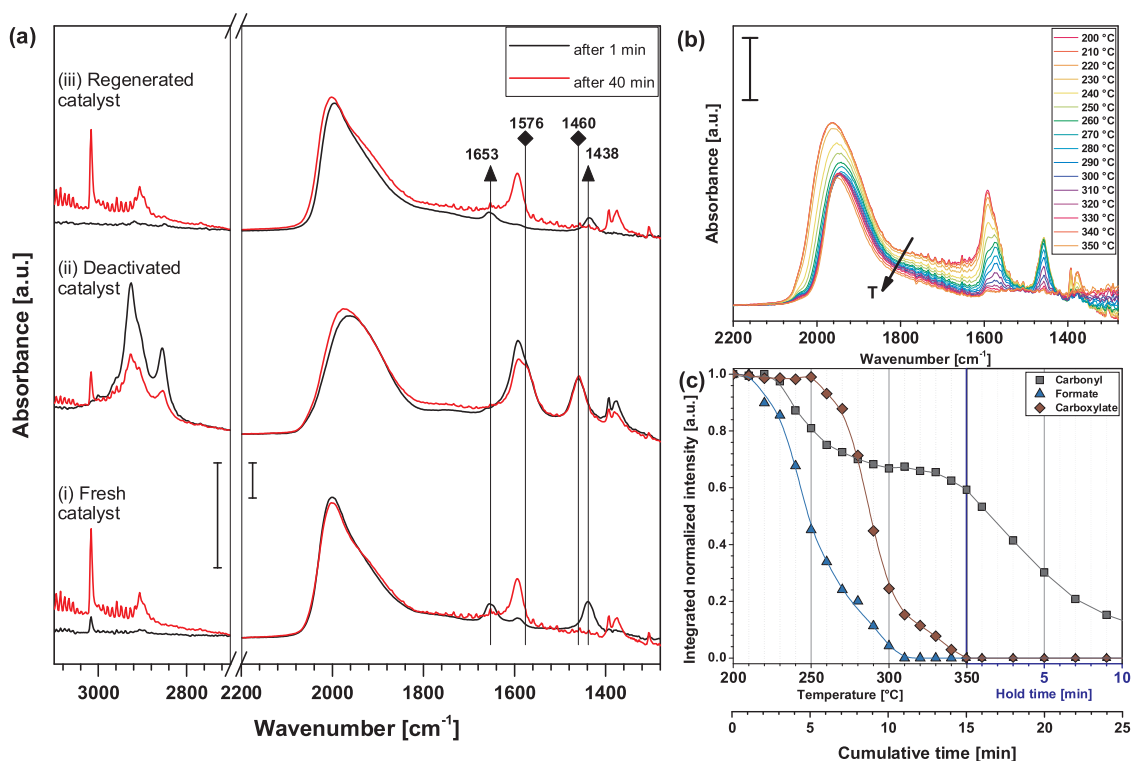 (a)
(iii) Regenerated
catalyst
after 1 min
after 40 min
1576
1460
1653
1438
(ii) Deactivated
catalyst
(i) Fresh
catalyst
Absorbance [a.u.]
3000
2800
2200
2000
1800
1600
1400
Wavenumber [cm⁻¹]
(b)
200 °C
210 °C
220 °C
230 °C
240 °C
250 °C
260 °C
270 °C
280 °C
290 °C
300 °C
310 °C
320 °C
330 °C
340 °C
350 °C
T
Absorbance [a.u.]
2200
2000
1800
1600
1400
Wavenumber [cm⁻¹]
(c)
Carbonyl
Formate
Carboxylate
Integrated normalized intensity [a.u.]
1.0
0.8
0.6
0.4
0.2
0.0
200
250
300
350
5
10
Temperature [°C]
Hold time [min]
0
5
10
15
20
25
Cumulative time [min]